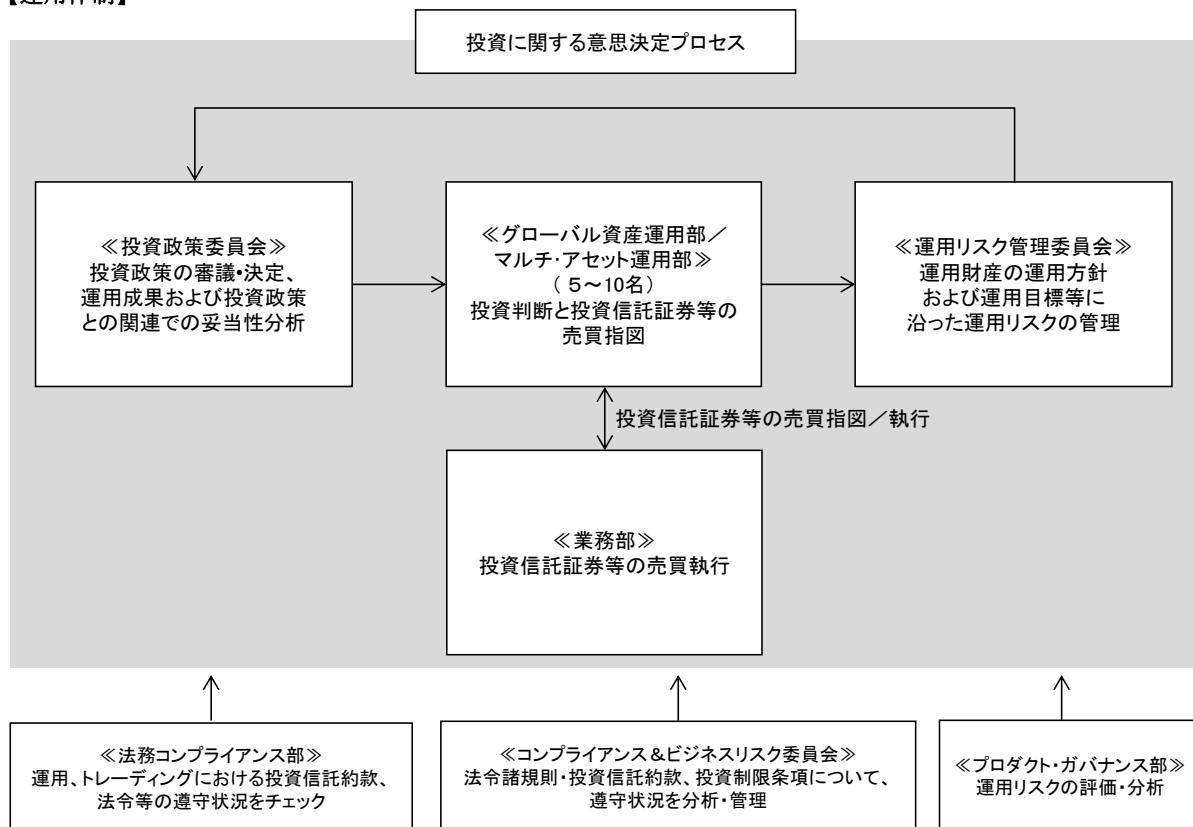 【運用体制】
投資に関する意思決定プロセス
≪投資政策委員会≫
投資政策の審議・決定、
運用成果および投資政策
との関連での妥当性分析
≪グローバル資産運用部／
マルチ・アセット運用部≫
（ 5～10名）
投資判断と投資信託証券等の
売買指図
≪運用リスク管理委員会≫
運用財産の運用方針
および運用目標等に
沿った運用リスクの管理
投資信託証券等の売買指図／執行
≪業務部≫
投資信託証券等の売買執行
≪法務コンプライアンス部≫
運用、トレーディングにおける投資信託約款、
法令等の遵守状況をチェック
≪コンプライアンス＆ビジネスリスク委員会≫
法令諸規則・投資信託約款、投資制限条項について、
遵守状況を分析・管理
≪プロダクト・ガバナンス部≫
運用リスクの評価・分析